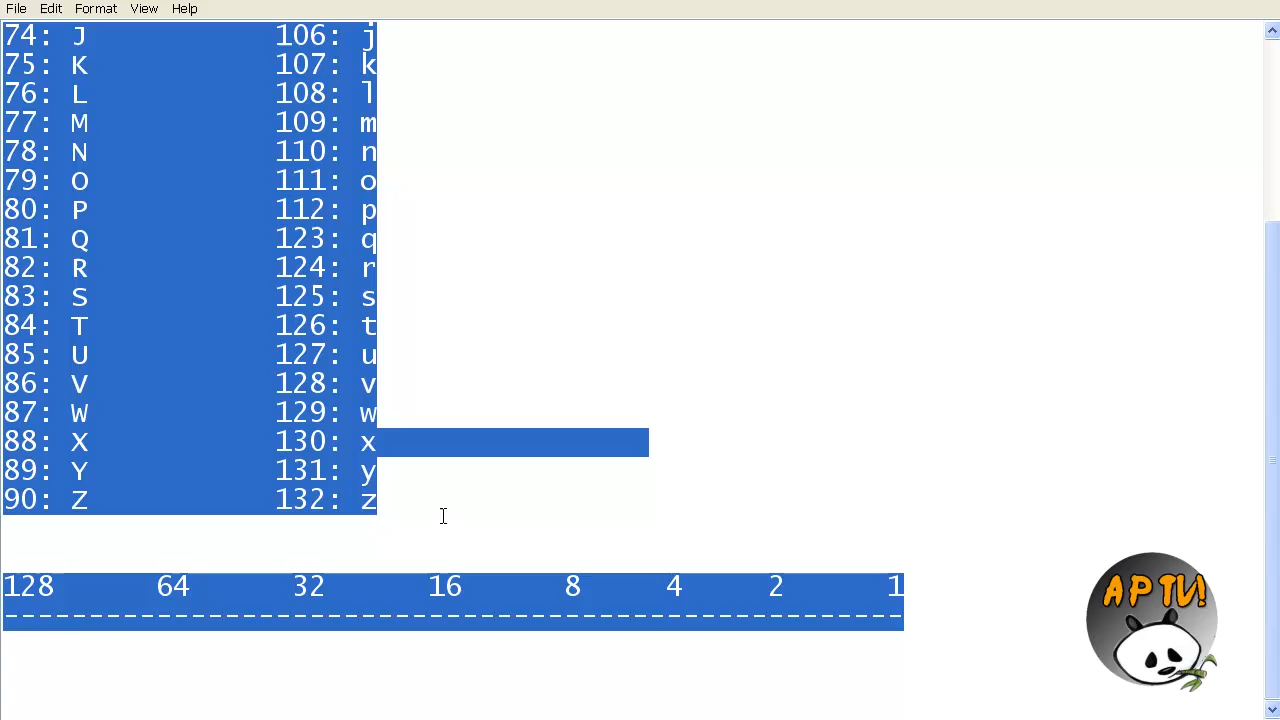 File Edit Format View Help
74: J 106: j
75: K 107: k
76: L 108: l
77: M 109: m
78: N 110: n
79: O 111: o
80: P 112: p
81: Q 123: q
82: R 124: r
83: S 125: s
84: T 126: t
85: U 127: u
86: V 128: v
87: W 129: w
88: X 130: x
89: Y 131: y
90: Z 132: z
128 64 32 16 8 4 2 1
-----------------------------------------------------
APTV!